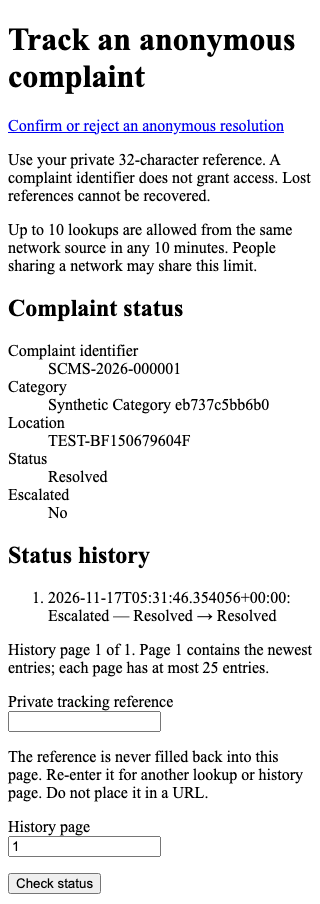 Track an anonymous
complaint
Confirm or reject an anonymous resolution
Use your private 32-character reference. A
complaint identifier does not grant access. Lost
references cannot be recovered.
Up to 10 lookups are allowed from the same
network source in any 10 minutes. People
sharing a network may share this limit.
Complaint status
Complaint identifier
SCMS-2026-000001
Category
Synthetic Category eb737c5bb6b0
Location
TEST-BF150679604F
Status
Resolved
Escalated
No
Status history
1. 2026-11-17T05:31:46.354056+00:00:
Escalated — Resolved → Resolved
History page 1 of 1. Page 1 contains the newest
entries; each page has at most 25 entries.
Private tracking reference
The reference is never filled back into this
page. Re-enter it for another lookup or history
page. Do not place it in a URL.
History page
1
Check status